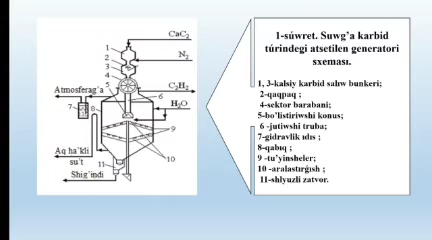 CaC₂
N₂
C₂H₂
H₂O
Atmosferag'a
Aq ha'kli
su't
Shig'indi
1
2
3
4
5
6
7
8
9
10
11
1-súwret. Suwg'a karbid
túrindegi atsetilen generatori
sxeması.
1, 3-kalsiy karbid salıw bunkeri;
2-qaqpaq ;
4-sektor barabani;
5-bo'listiriwshi konus;
6 -jutiwshi truba;
7-gidravlik ıdıs ;
8-qabıq ;
9 -tu'yinsheler;
10 -aralastırģısh ;
11-shlyuzli zatvor.